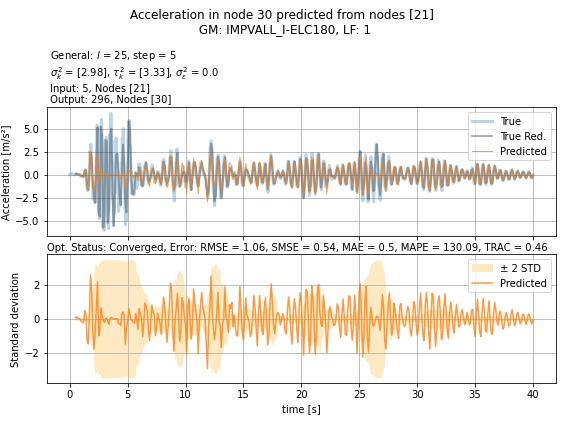 Acceleration in node 30 predicted from nodes [21]
GM: IMPVALL_I-ELC180, LF: 1
General: l = 25, step = 5
σ²ₖ = [2.98], τ²ₖ = [3.33], σ²ε = 0.0
Input: 5, Nodes [21]
Output: 296, Nodes [30]
Acceleration [m/s²]
5.0
2.5
0.0
−2.5
−5.0
True
True Red.
Predicted
Opt. Status: Converged, Error: RMSE = 1.06, SMSE = 0.54, MAE = 0.5, MAPE = 130.09, TRAC = 0.46
Standard deviation
2
0
−2
± 2 STD
Predicted
0 5 10 15 20 25 30 35 40
time [s]